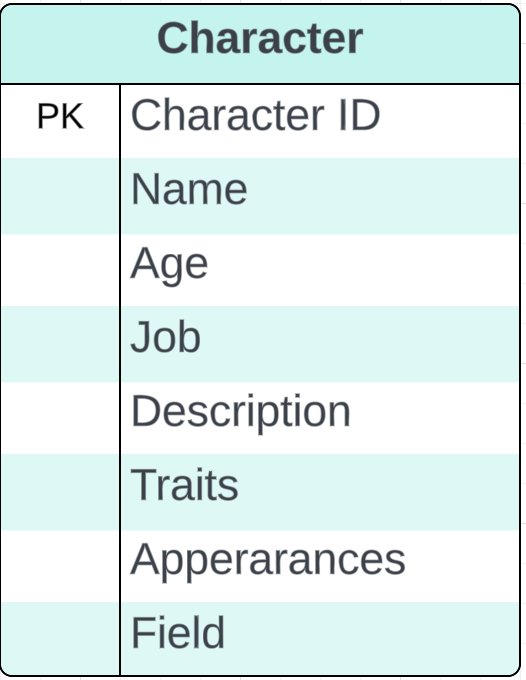 Character
PK Character ID
Name
Age
Job
Description
Traits
Apperarances
Field